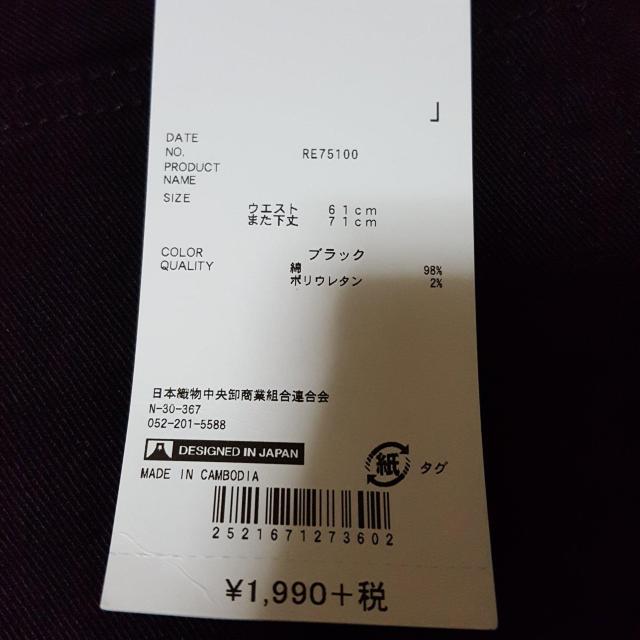 」
DATE
NO. RE75100
PRODUCT
NAME
SIZE
ウエスト 61cm
また下丈 71cm
COLOR ブラック
QUALITY 綿 98%
ポリウレタン 2%
日本織物中央卸商業組合連合会
N-30-367
052-201-5588
DESIGNED IN JAPAN
MADE IN CAMBODIA
紙 タグ
2521671273602
¥1,990+税